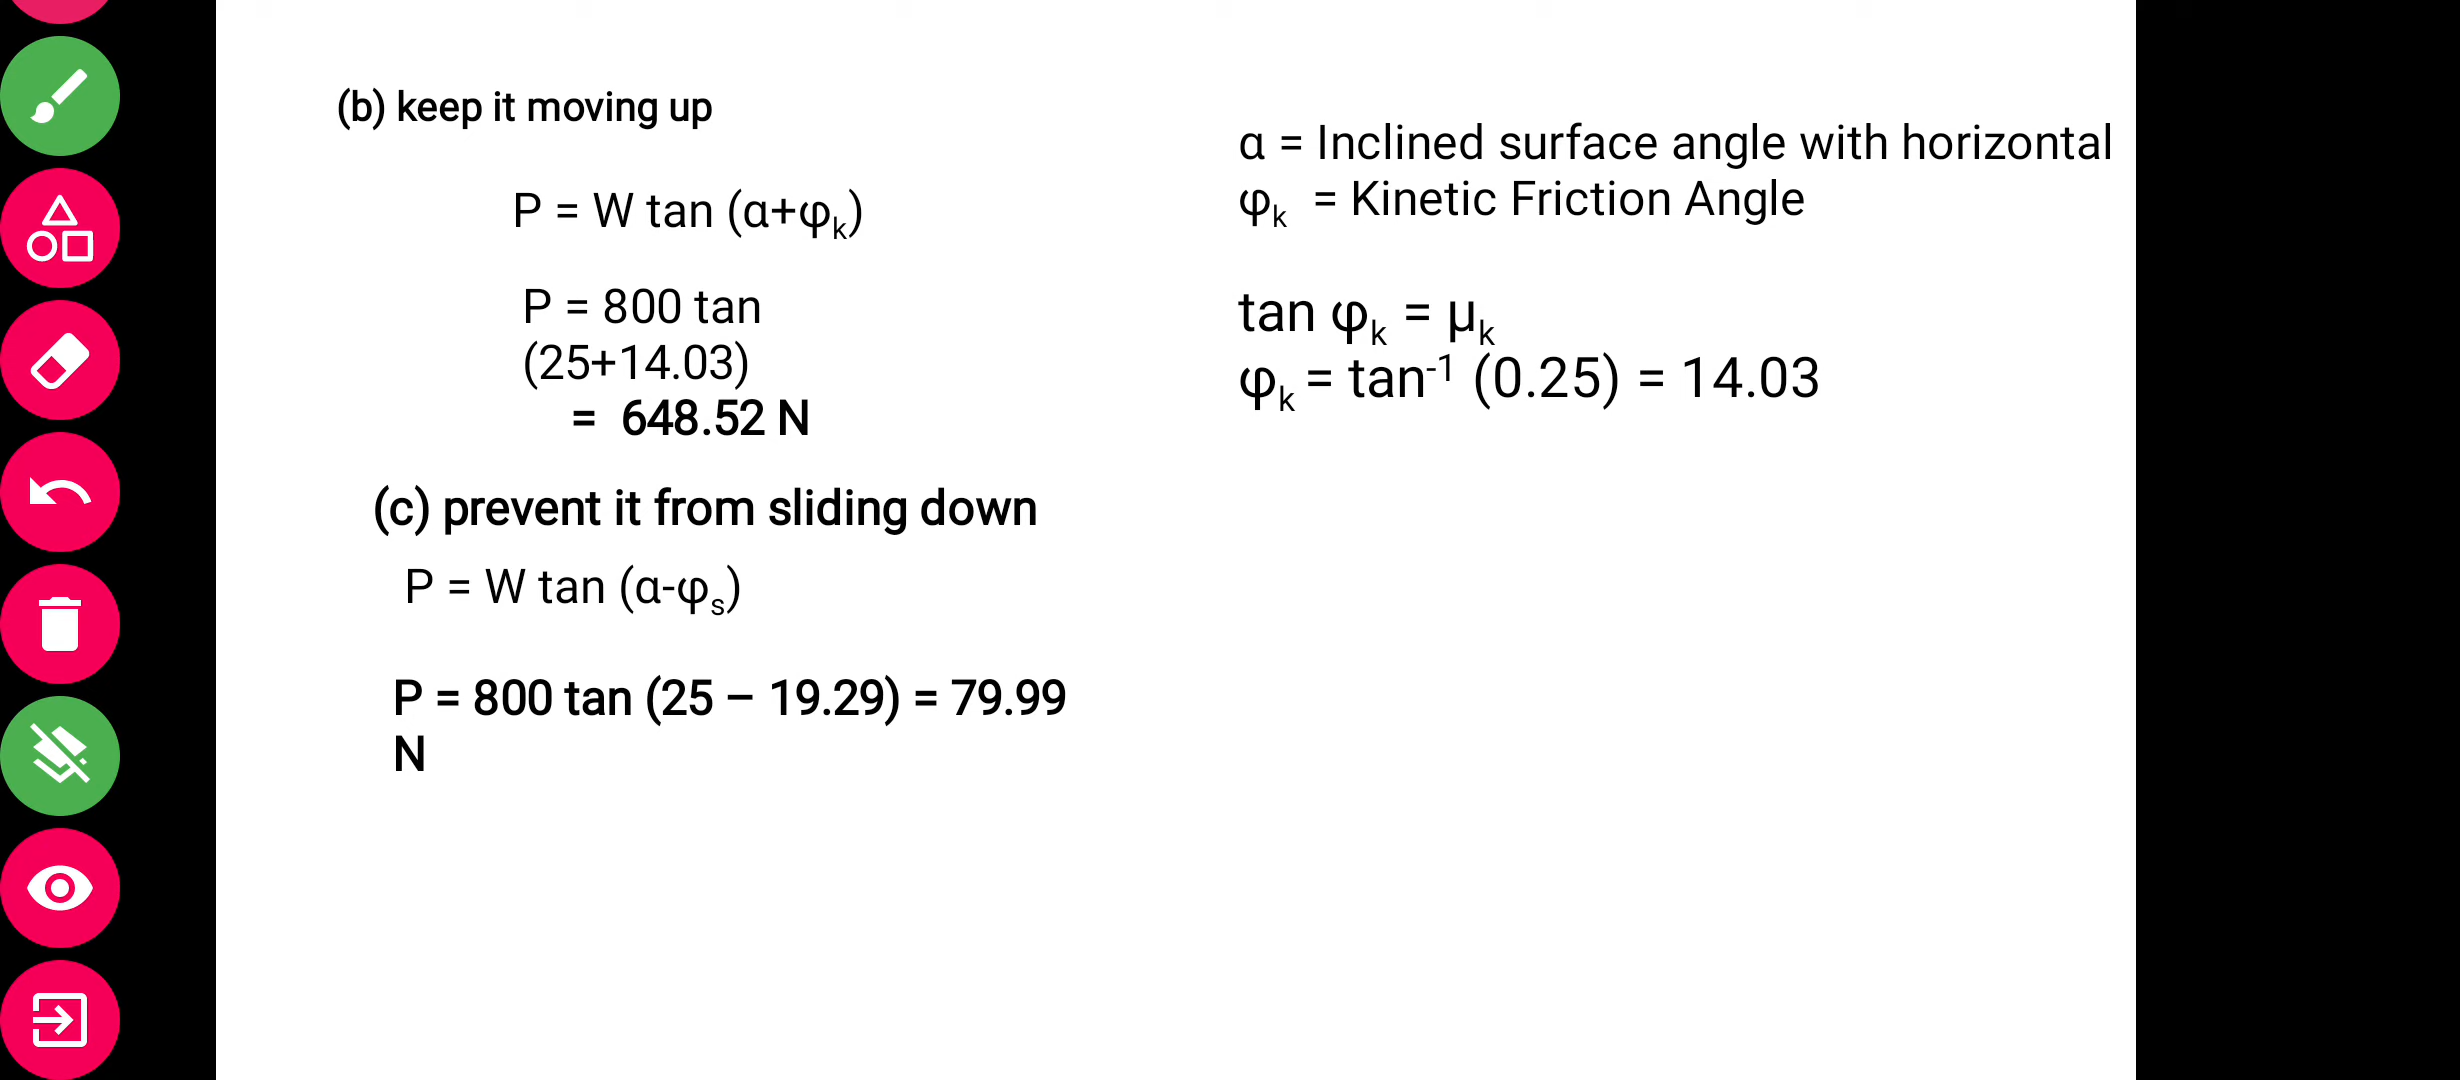 (b) keep it moving up
P = W tan (α+φk)
P = 800 tan
(25+14.03)
= 648.52 N
(c) prevent it from sliding down
P = W tan (α-φs)
P = 800 tan (25 – 19.29) = 79.99
N
α = Inclined surface angle with horizontal
φk = Kinetic Friction Angle
tan φk = μk
φk = tan-1 (0.25) = 14.03